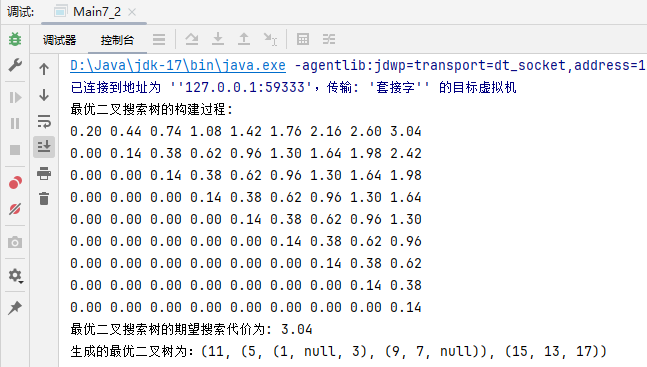 调试: Main7_2
调试器 控制台
D:\Java\jdk-17\bin\java.exe -agentlib:jdwp=transport=dt_socket,address=1
已连接到地址为 ''127.0.0.1:59333'，传输: '套接字'' 的目标虚拟机
最优二叉搜索树的构建过程:
0.20 0.44 0.74 1.08 1.42 1.76 2.16 2.60 3.04
0.00 0.14 0.38 0.62 0.96 1.30 1.64 1.98 2.42
0.00 0.00 0.14 0.38 0.62 0.96 1.30 1.64 1.98
0.00 0.00 0.00 0.14 0.38 0.62 0.96 1.30 1.64
0.00 0.00 0.00 0.00 0.14 0.38 0.62 0.96 1.30
0.00 0.00 0.00 0.00 0.00 0.14 0.38 0.62 0.96
0.00 0.00 0.00 0.00 0.00 0.00 0.14 0.38 0.62
0.00 0.00 0.00 0.00 0.00 0.00 0.00 0.14 0.38
0.00 0.00 0.00 0.00 0.00 0.00 0.00 0.00 0.14
最优二叉搜索树的期望搜索代价为: 3.04
生成的最优二叉树为：(11, (5, (1, null, 3), (9, 7, null)), (15, 13, 17))